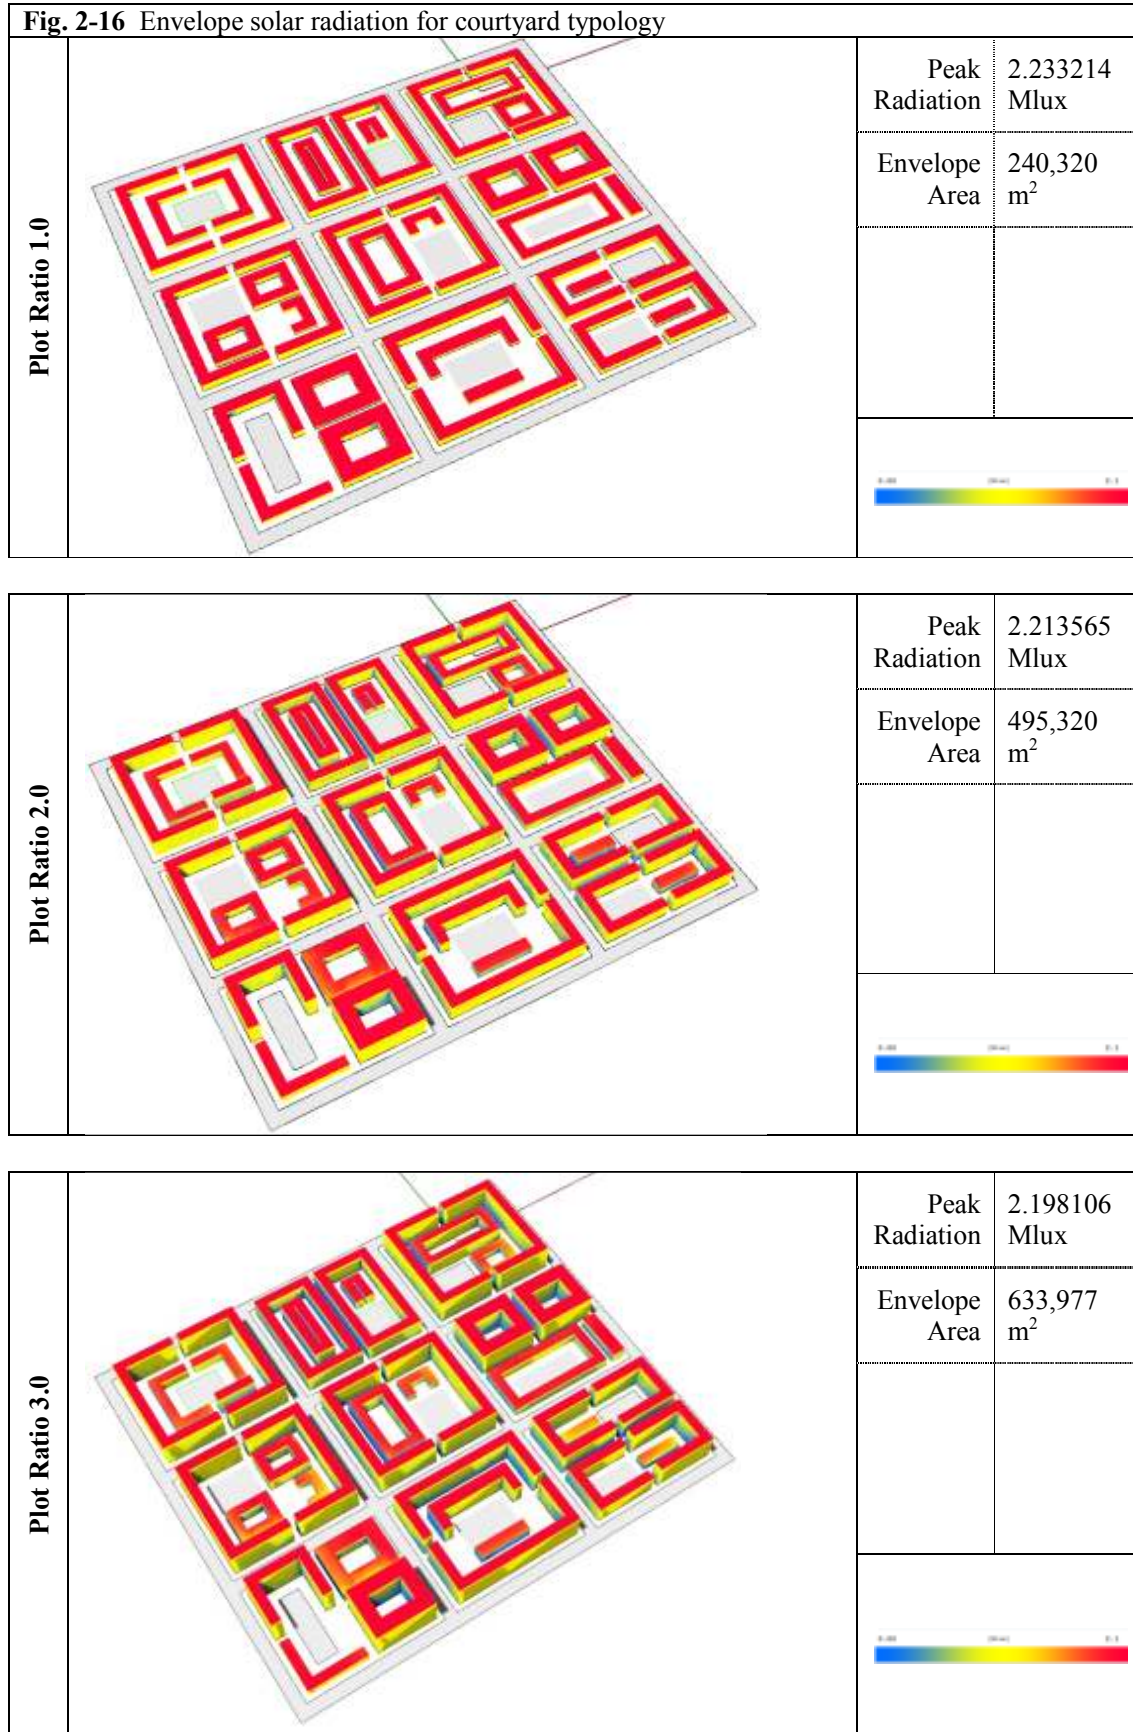 Fig. 2-16 Envelope solar radiation for courtyard typology
Plot Ratio 1.0
Peak Radiation
2.233214 Mlux
Envelope Area
240,320 m²
Plot Ratio 2.0
Peak Radiation
2.213565 Mlux
Envelope Area
495,320 m²
Plot Ratio 3.0
Peak Radiation
2.198106 Mlux
Envelope Area
633,977 m²